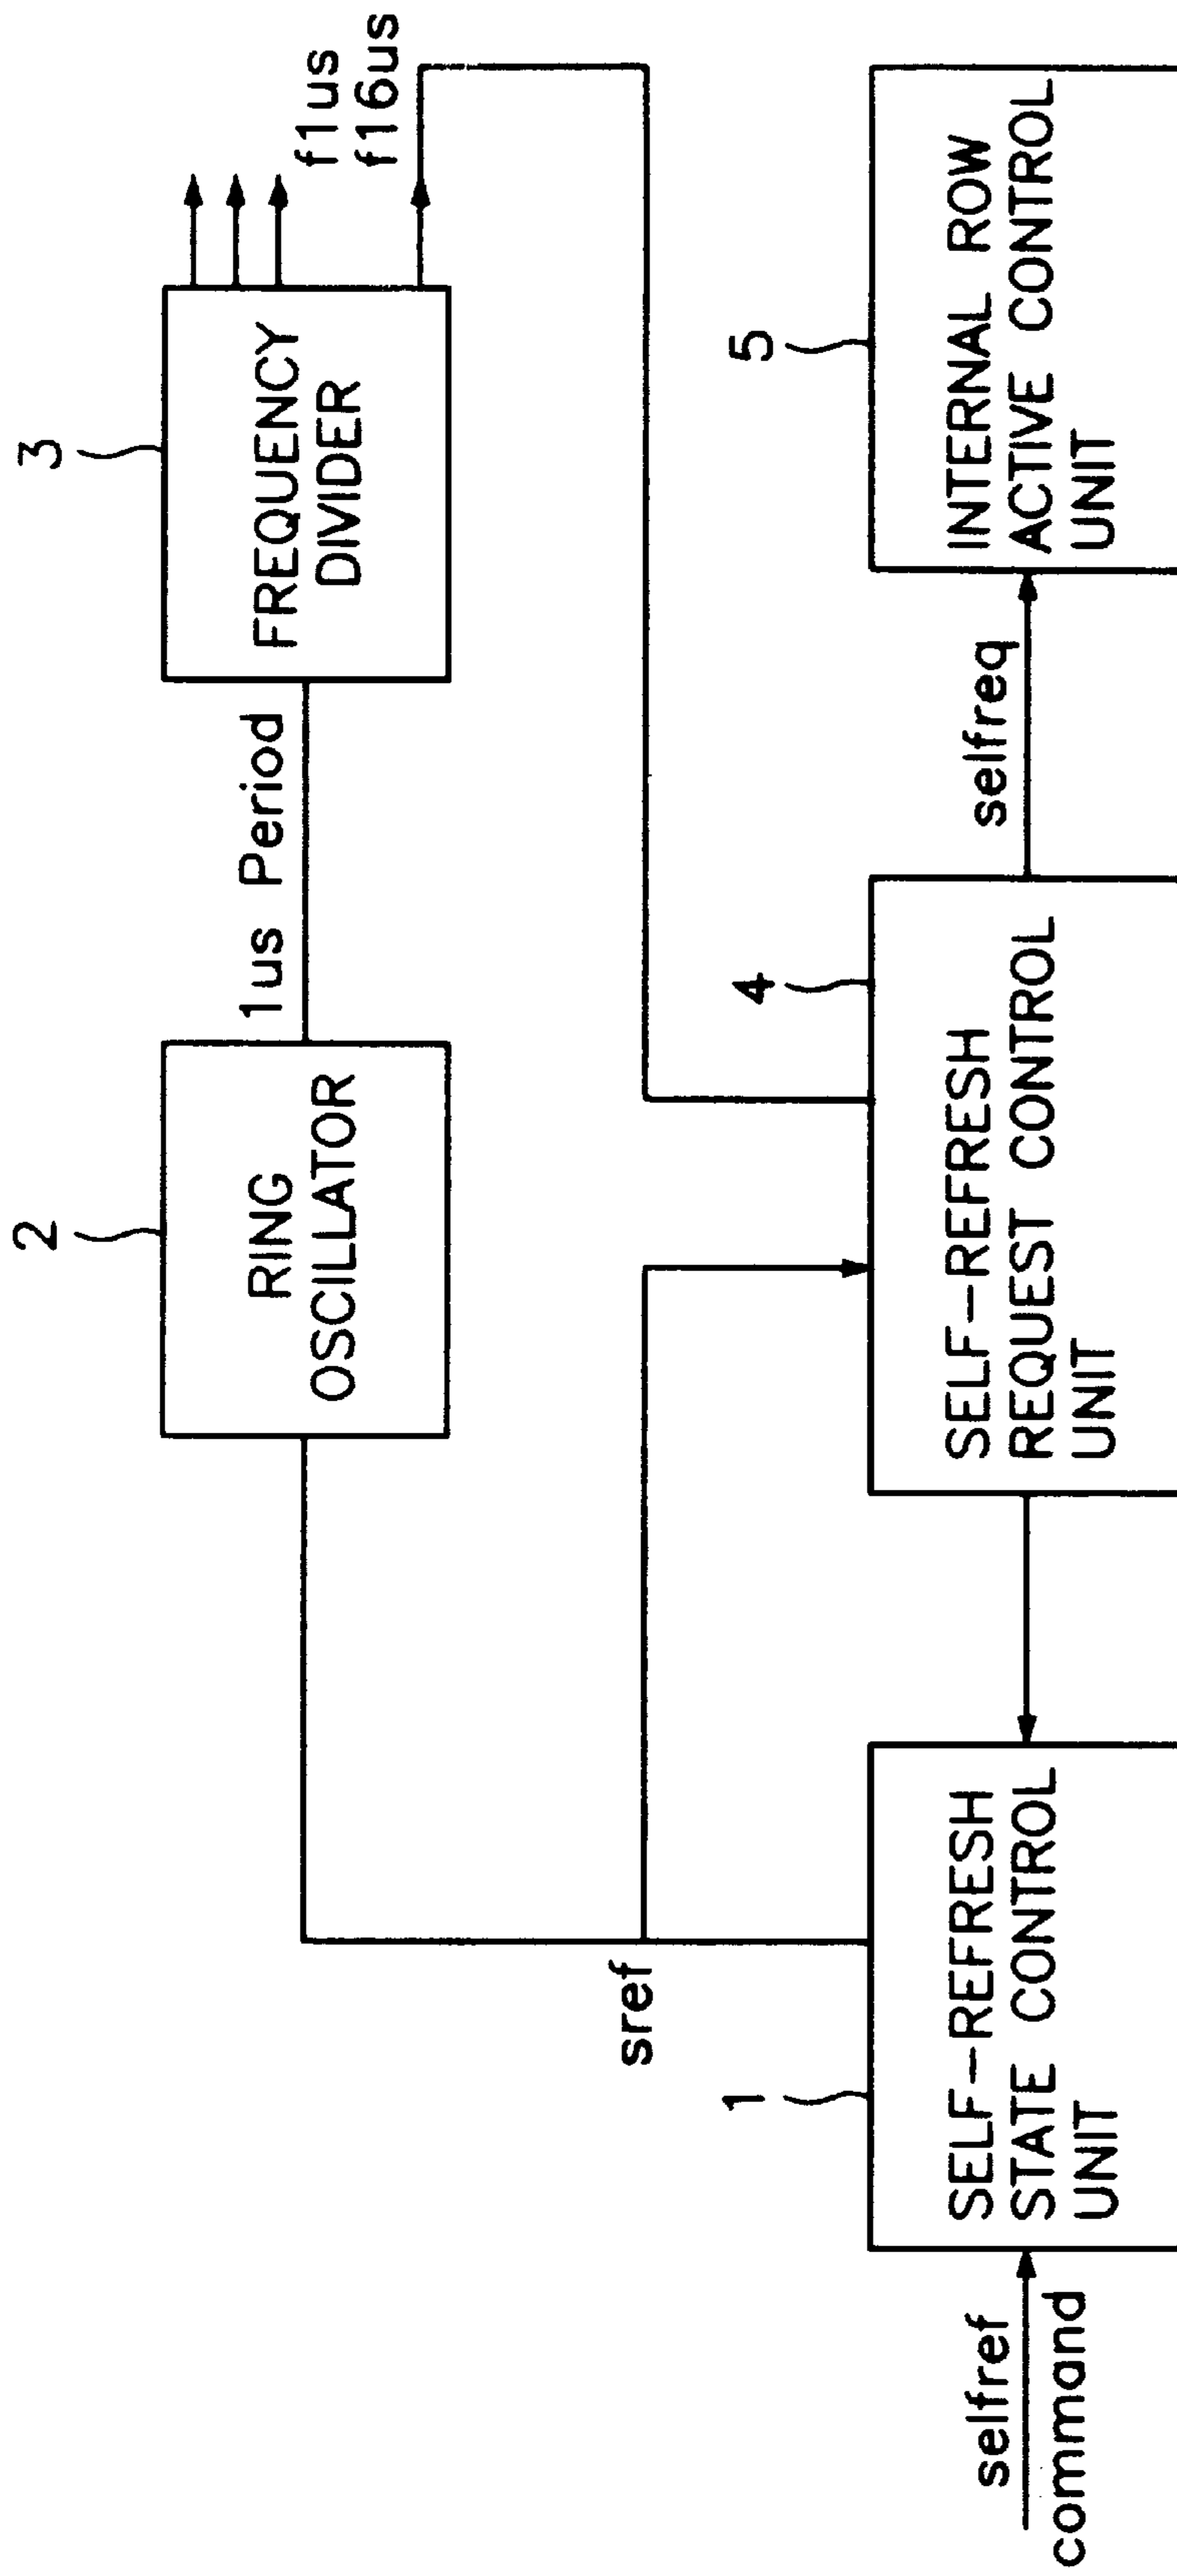 2
RING
OSCILLATOR
1us Period
3
FREQUENCY
DIVIDER
f1us
f16us
sref
selfref
command
1
SELF-REFRESH
STATE CONTROL
UNIT
4
SELF-REFRESH
REQUEST CONTROL
UNIT
selfreq
5
INTERNAL ROW
ACTIVE CONTROL
UNIT